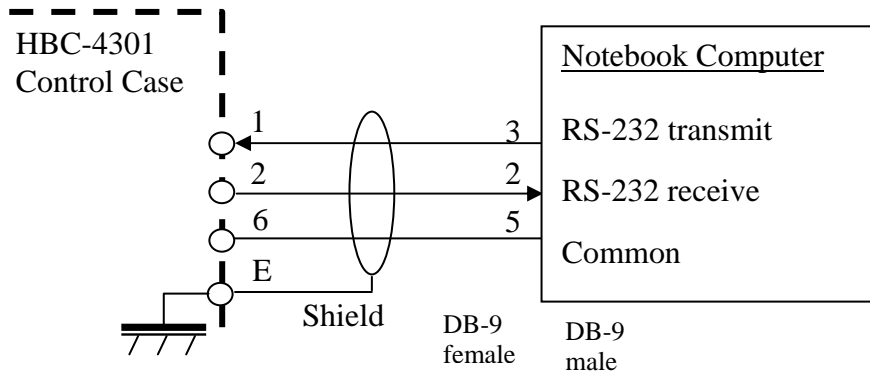 HBC-4301
Control Case
Notebook Computer
1
3
RS-232 transmit
2
2
RS-232 receive
6
5
Common
E
Shield
DB-9
female
DB-9
male